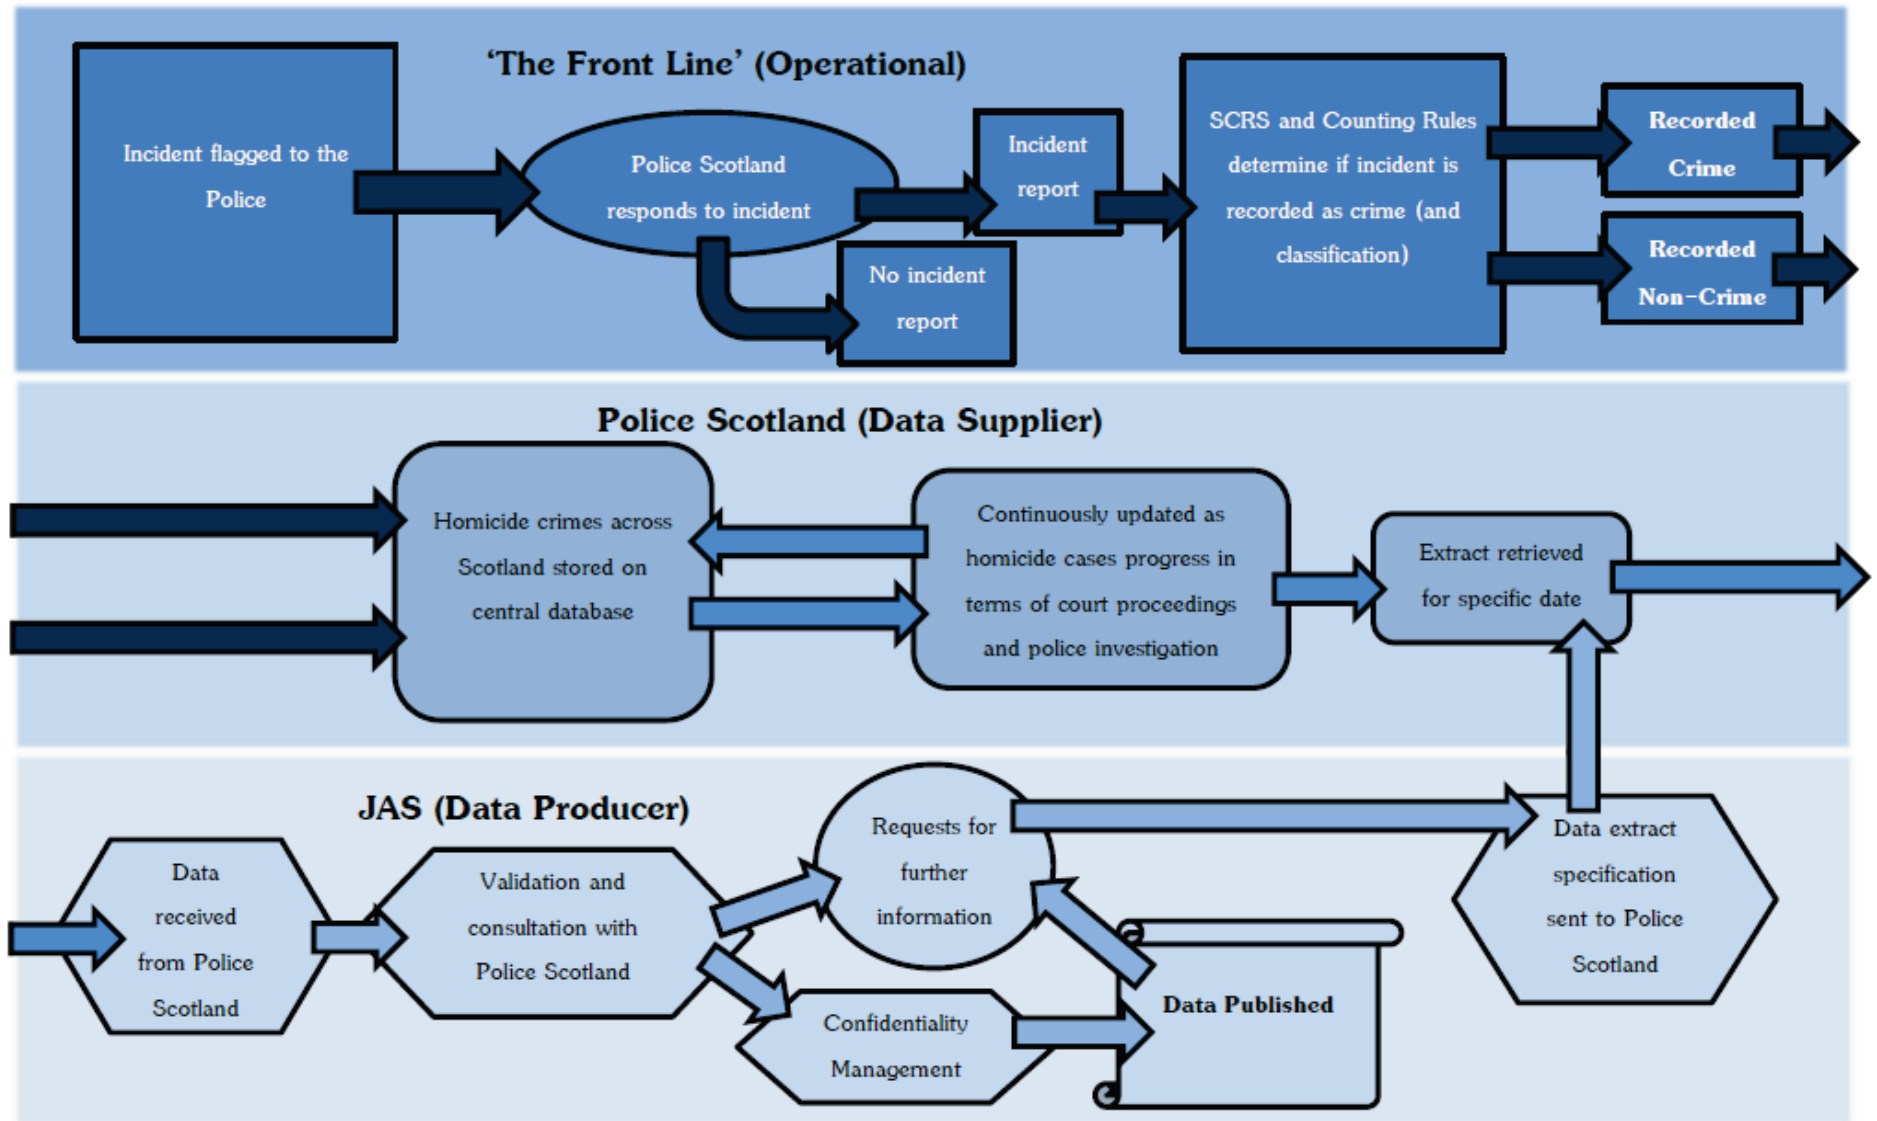 ‘The Front Line’ (Operational)
Incident flagged to the
Police
Police Scotland
responds to incident
Incident
report
No incident
report
SCRS and Counting Rules
determine if incident is
recorded as crime (and
classification)
Recorded
Crime
Recorded
Non-Crime
Police Scotland (Data Supplier)
Homicide crimes across
Scotland stored on
central database
Continuously updated as
homicide cases progress in
terms of court proceedings
and police investigation
Extract retrieved
for specific date
JAS (Data Producer)
Data
received
from Police
Scotland
Validation and
consultation with
Police Scotland
Requests for
further
information
Confidentiality
Management
Data Published
Data extract
specification
sent to Police
Scotland